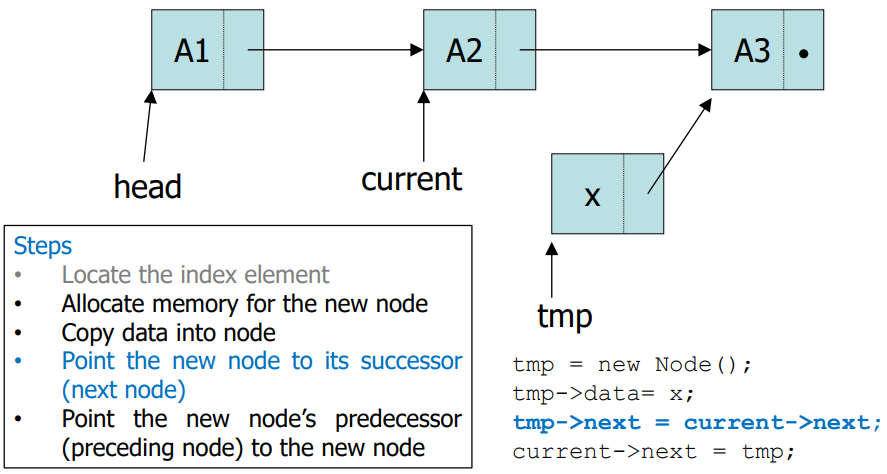 A1
A2
A3
head
current
x
tmp
Steps
• Locate the index element
• Allocate memory for the new node
• Copy data into node
• Point the new node to its successor
(next node)
• Point the new node's predecessor
(preceding node) to the new node
tmp = new Node();
tmp->data= x;
tmp->next = current->next;
current->next = tmp;